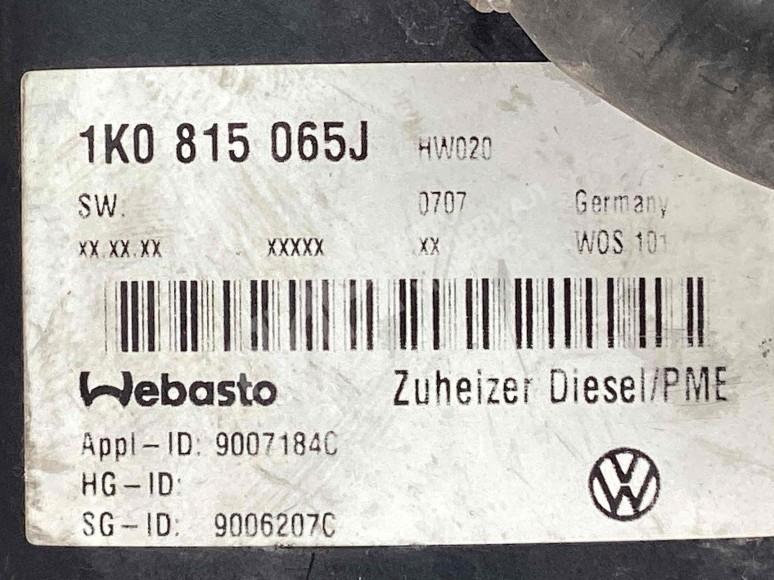 1K0 815 065J HW020
SW. 0707 Germany
xx.xx.xx xxxxx xx WOS 101
Webasto Zuheizer Diesel/PME
Appl-ID: 9007184C
HG-ID:
SG-ID: 9006207C